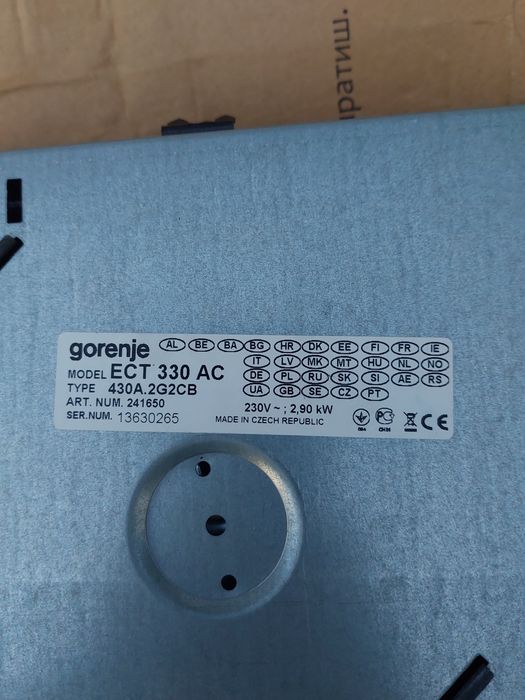 вратиш.
gorenje AL BE BA BG HR DK EE FI FR IE
IT LV MK MT HU NL NO
MODEL ECT 330 AC
DE PL RU SK SI AE RS
TYPE 430A.2G2CB
UA GB SE CZ PT
ART. NUM. 241650
230V ~ ; 2,90 kW
SER.NUM. 13630265
MADE IN CZECH REPUBLIC
CE